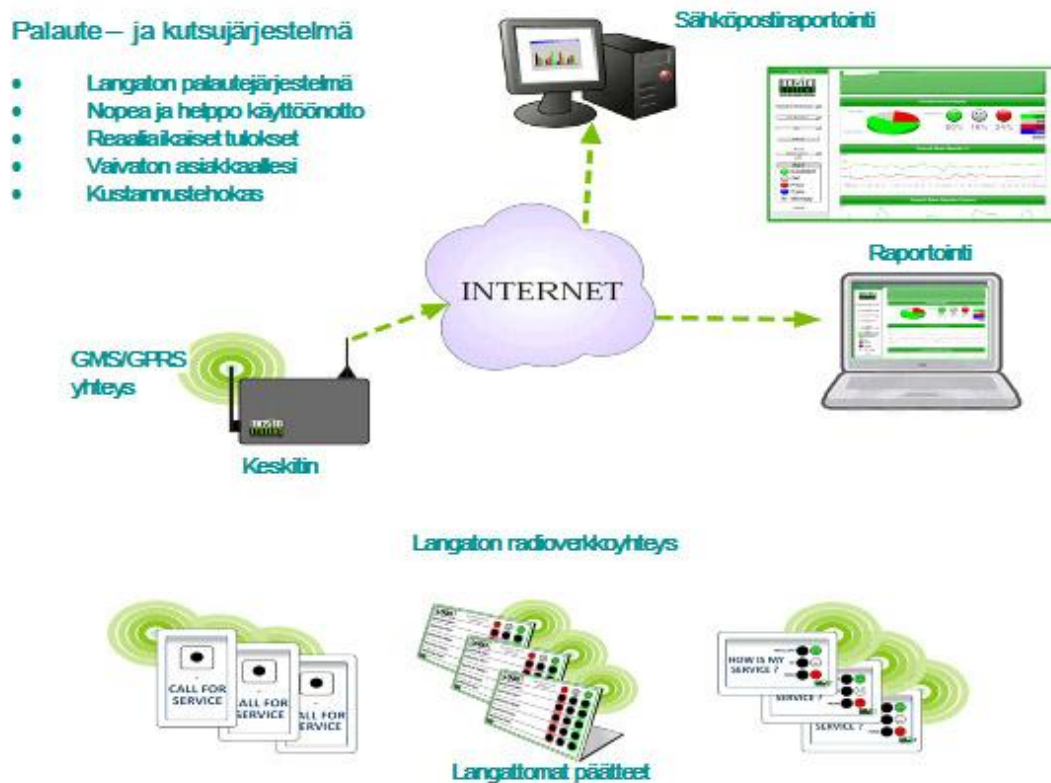 Palaute – ja kutsujärjestelmä
• Langaton palautejärjestelmä
• Nopea ja helppo käyttöönotto
• Reaaliaikaiset tulokset
• Vaivaton asiakkaallesi
• Kustannustehokas
Sähköpostiraportointi
Raportointi
INTERNET
GMS/GPRS
yhteys
Keskitin
Langaton radioverkkoyhteys
CALL FOR
SERVICE
CALL FOR
SERVICE
CALL FOR
SERVICE
HOW IS MY
SERVICE ?
SERVICE ?
SERVICE ?
Langattomat päätteet